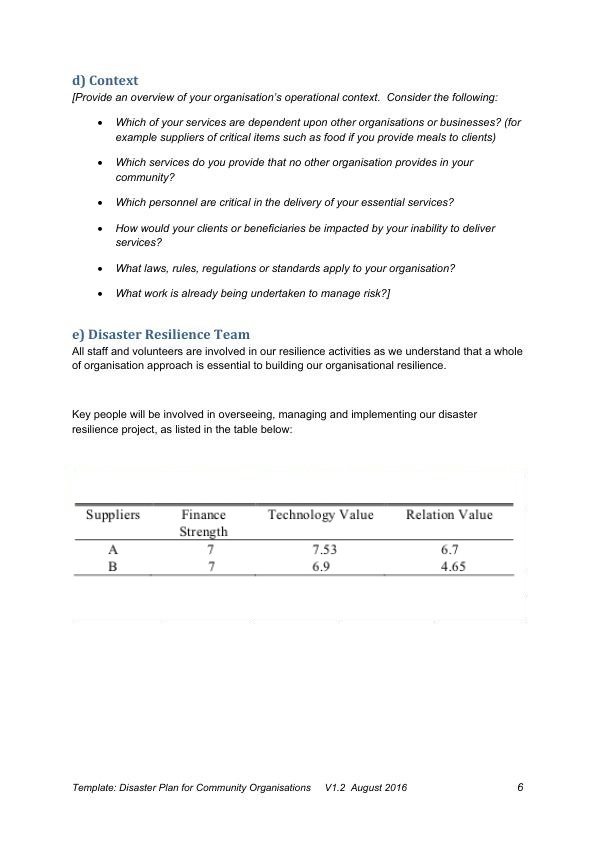 d) Context
[Provide an overview of your organisation's operational context.  Consider the following:
• Which of your services are dependent upon other organisations or businesses? (for
example suppliers of critical items such as food if you provide meals to clients)
• Which services do you provide that no other organisation provides in your
community?
• Which personnel are critical in the delivery of your essential services?
• How would your clients or beneficiaries be impacted by your inability to deliver
services?
• What laws, rules, regulations or standards apply to your organisation?
• What work is already being undertaken to manage risk?]
e) Disaster Resilience Team
All staff and volunteers are involved in our resilience activities as we understand that a whole
of organisation approach is essential to building our organisational resilience.
Key people will be involved in overseeing, managing and implementing our disaster
resilience project, as listed in the table below:
Suppliers Finance Technology Value Relation Value
Strength
A 7 7.53 6.7
B 7 6.9 4.65
Template: Disaster Plan for Community Organisations    V1.2  August 2016 6